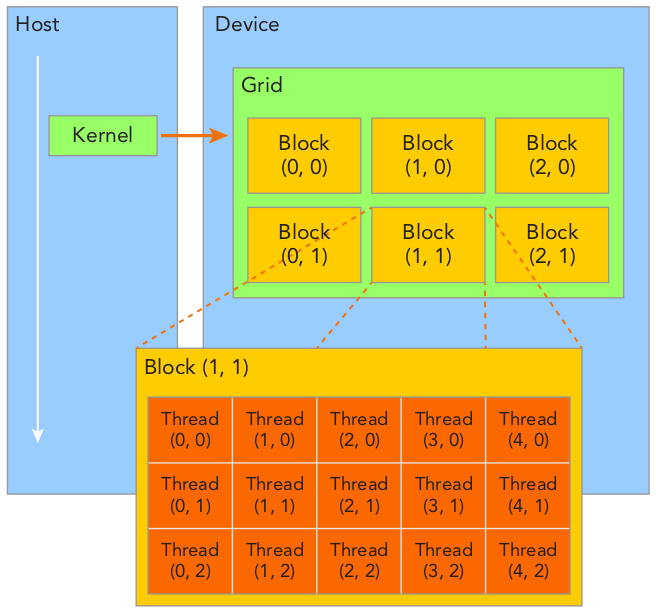 Host
Device
Grid
Kernel
Block
(0, 0)
Block
(1, 0)
Block
(2, 0)
Block
(0, 1)
Block
(1, 1)
Block
(2, 1)
Block (1, 1)
Thread
(0, 0)
Thread
(1, 0)
Thread
(2, 0)
Thread
(3, 0)
Thread
(4, 0)
Thread
(0, 1)
Thread
(1, 1)
Thread
(2, 1)
Thread
(3, 1)
Thread
(4, 1)
Thread
(0, 2)
Thread
(1, 2)
Thread
(2, 2)
Thread
(3, 2)
Thread
(4, 2)